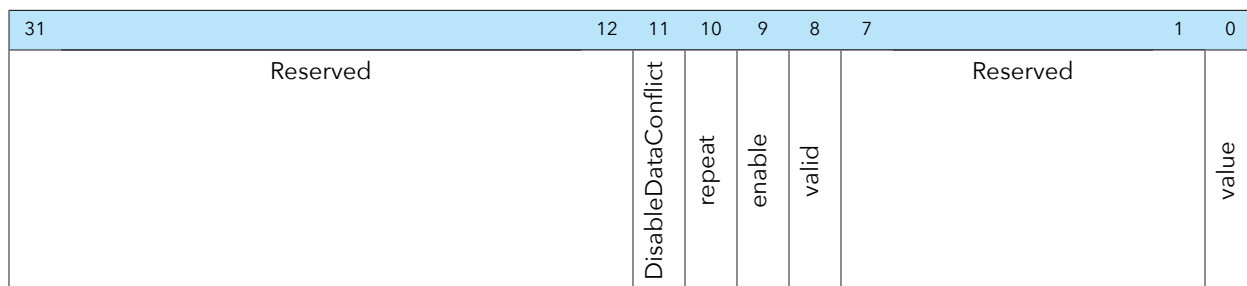 31 12 11 10 9 8 7 1 0
Reserved
DisableDataConflict
repeat
enable
valid
Reserved
value